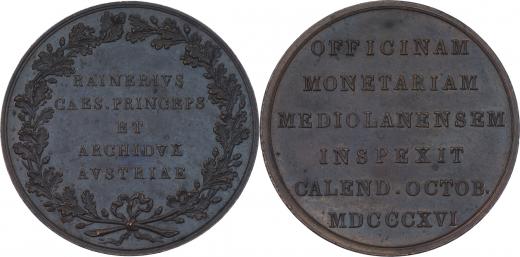 RAINERIVS
CAES. PRINCEPS
ET
ARCHIDVX
AVSTRIAE
OFFICINAM
MONETARIAM
MEDIOLANENSEM
INSPEXIT
CALEND. OCTOB.
MDCCCXVI